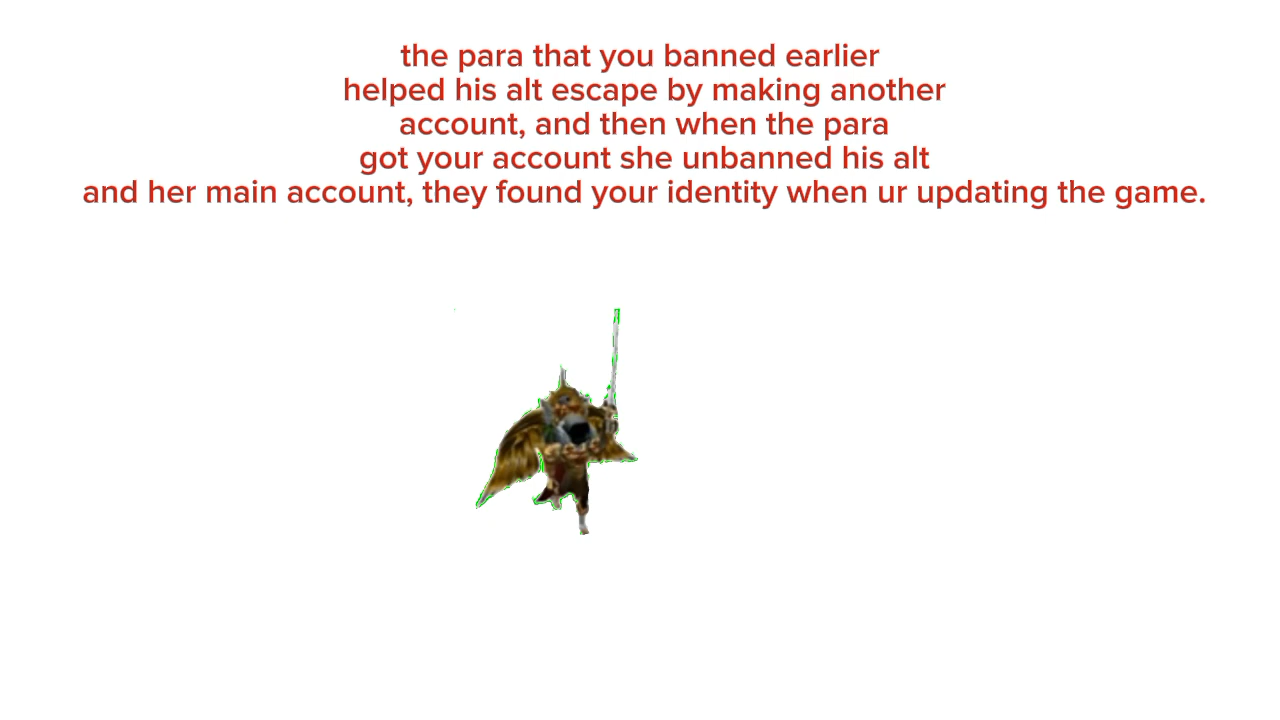 the para that you banned earlier
helped his alt escape by making another
account, and then when the para
got your account she unbanned his alt
and her main account, they found your identity when ur updating the game.